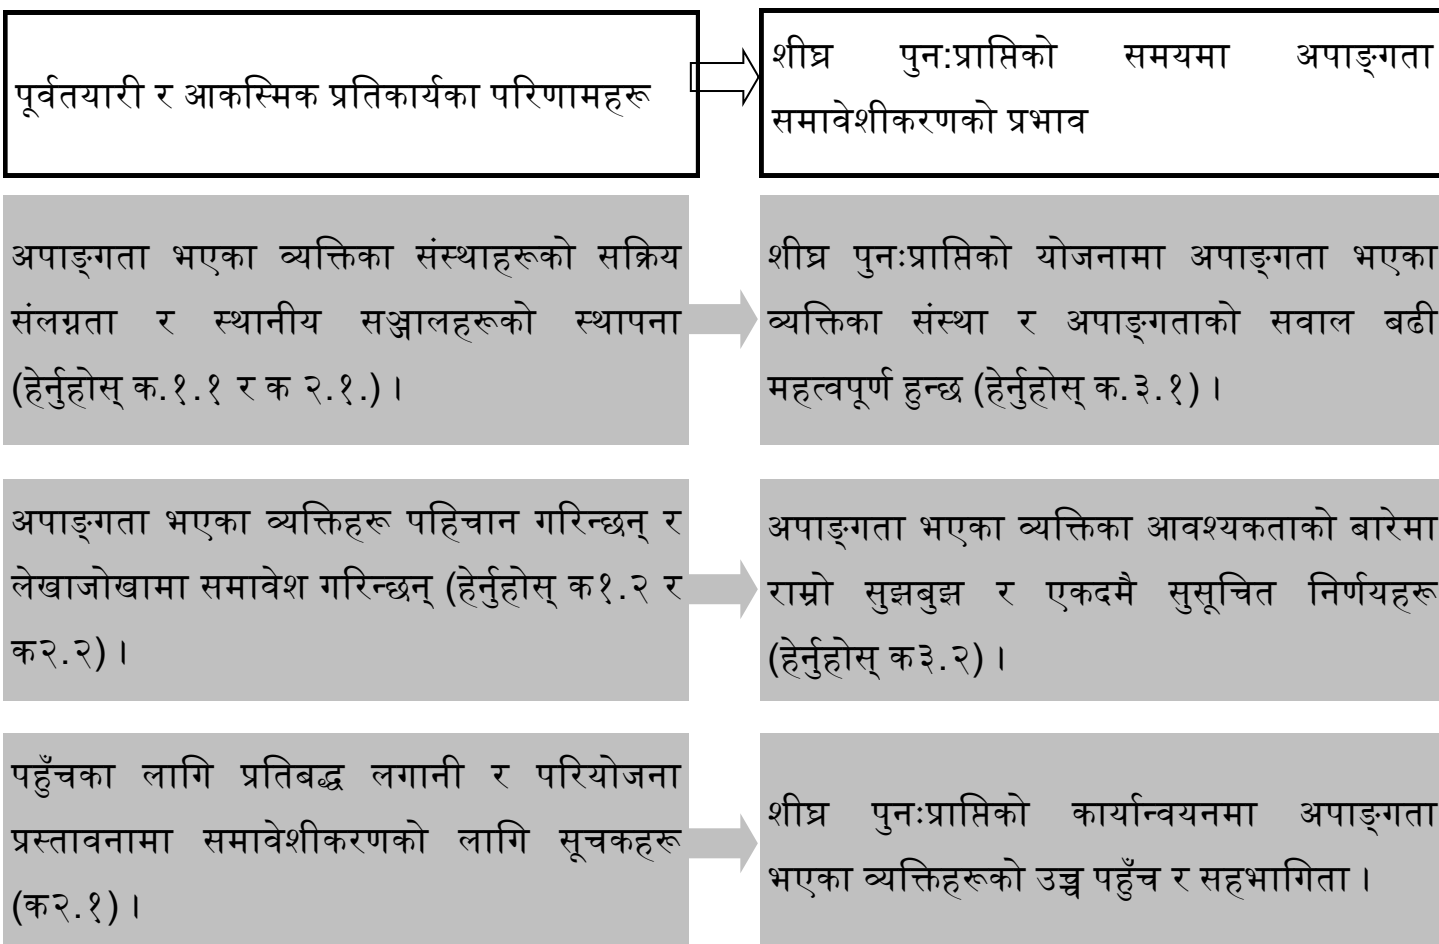 पूर्वतयारी र आकस्मिक प्रतिकार्यका परिणामहरू
शीघ्र पुन:प्राप्तिको समयमा अपाङ्गता
समावेशीकरणको प्रभाव
अपाङ्गता भएका व्यक्तिका संस्थाहरूको सक्रिय
संलग्नता र स्थानीय सञ्जालहरूको स्थापना
(हेर्नुहोस् क.१.१ र क २.१.) ।
शीघ्र पुनःप्राप्तिको योजनामा अपाङ्गता भएका
व्यक्तिका संस्था र अपाङ्गताको सवाल बढी
महत्वपूर्ण हुन्छ (हेर्नुहोस् क.३.१) ।
अपाङ्गता भएका व्यक्तिहरू पहिचान गरिन्छन् र
लेखाजोखामा समावेश गरिन्छन् (हेर्नुहोस् क१.२ र
क२.२) ।
अपाङ्गता भएका व्यक्तिका आवश्यकताको बारेमा
राम्रो सुझबुझ र एकदमै सुसूचित निर्णयहरू
(हेर्नुहोस् क३.२) ।
पहुँचका लागि प्रतिबद्ध लगानी र परियोजना
प्रस्तावनामा समावेशीकरणको लागि सूचकहरू
(क२.१) ।
शीघ्र पुनःप्राप्तिको कार्यान्वयनमा अपाङ्गता
भएका व्यक्तिहरूको उच्च पहुँच र सहभागिता ।